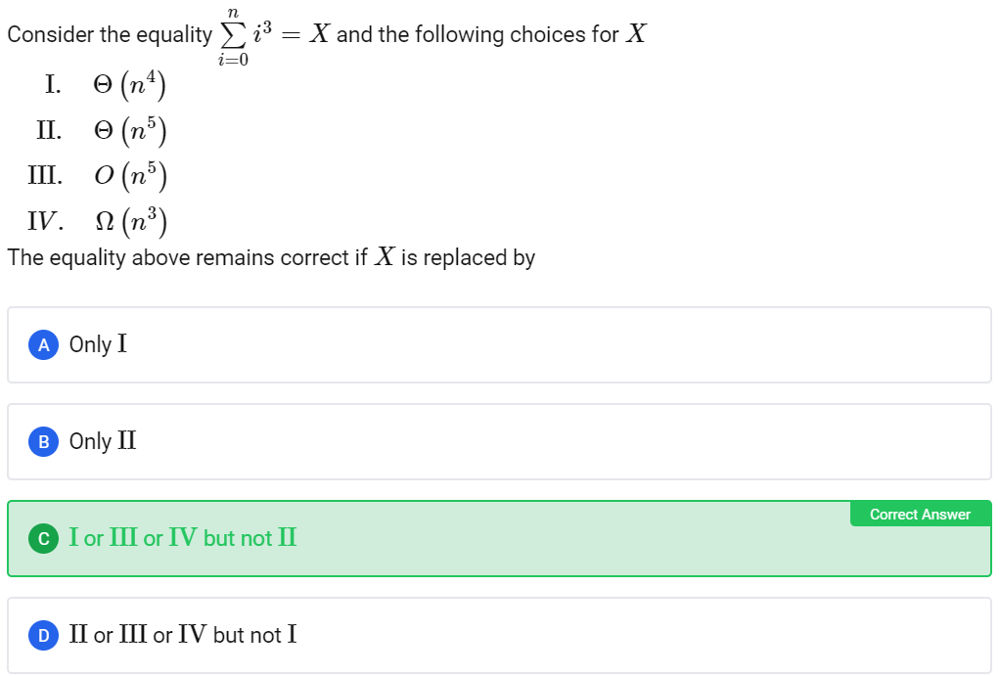 Consider the equality $\sum_{i=0}^{n} i^3 = X$ and the following choices for $X$
I. $\Theta\left(n^4\right)$
II. $\Theta\left(n^5\right)$
III. $O\left(n^5\right)$
IV. $\Omega\left(n^3\right)$
The equality above remains correct if $X$ is replaced by
A Only I
B Only II
Correct Answer
C I or III or IV but not II
D II or III or IV but not I